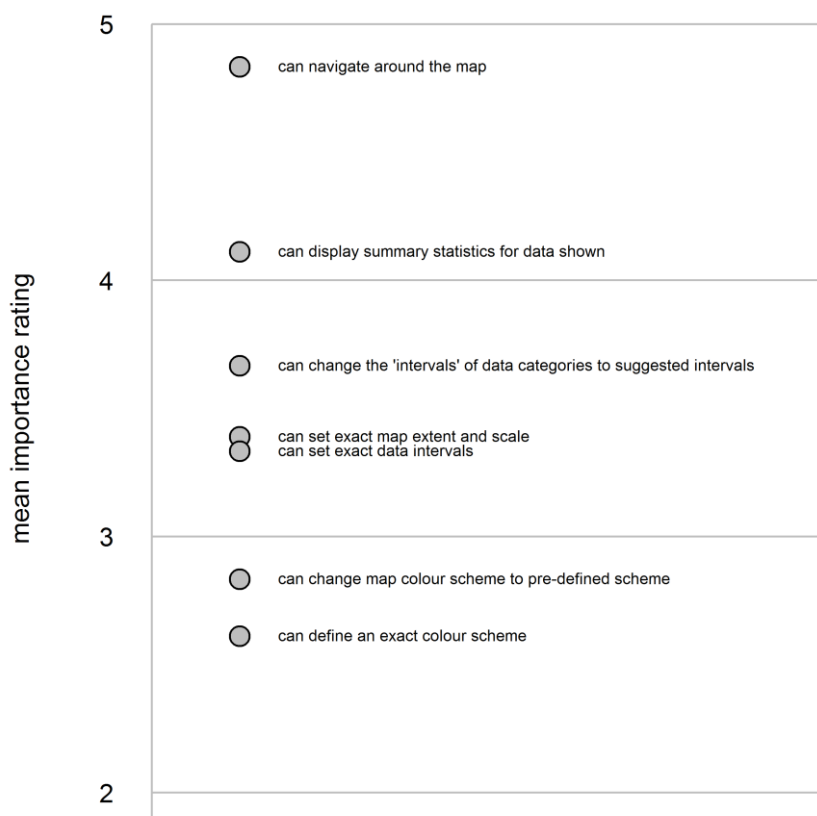 5
can navigate around the map
can display summary statistics for data shown
4
mean importance rating
can change the 'intervals' of data categories to suggested intervals
can set exact map extent and scale
can set exact data intervals
3
can change map colour scheme to pre-defined scheme
can define an exact colour scheme
2